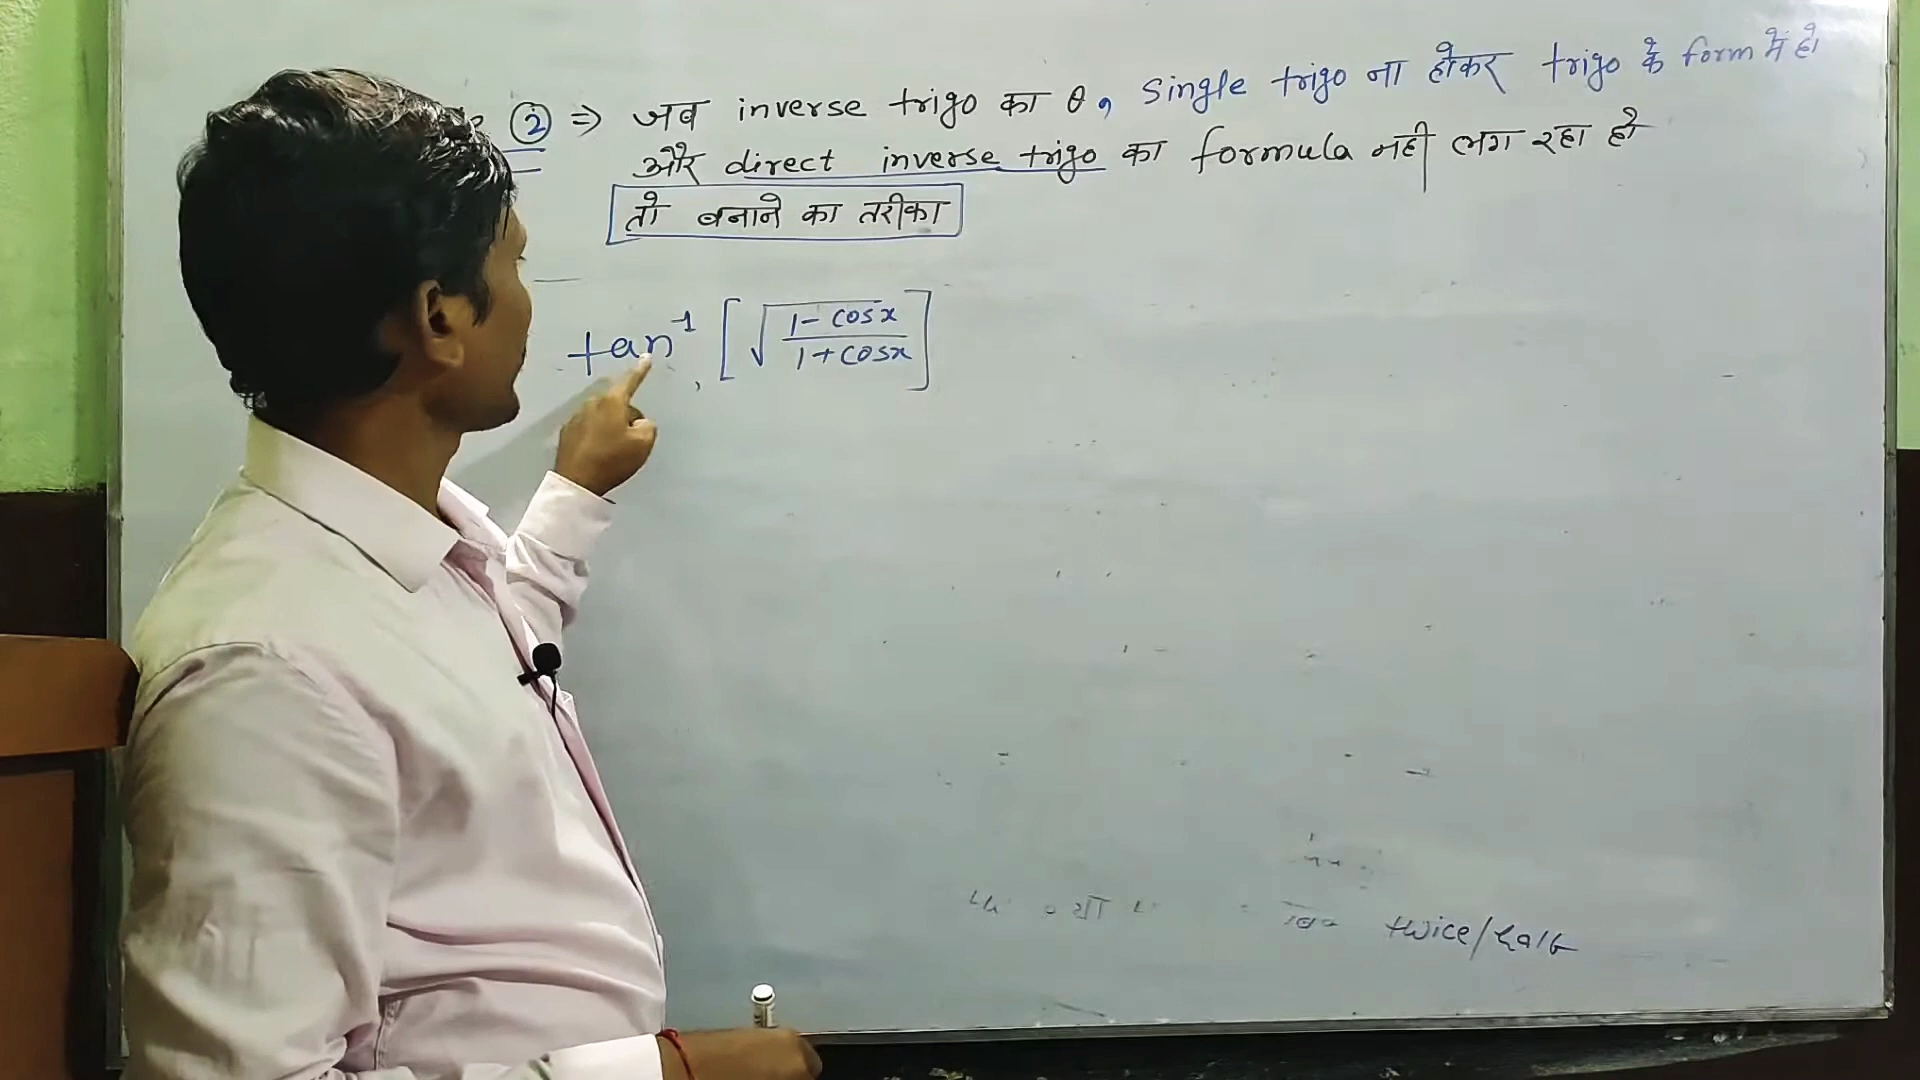 ② ⇒ जब inverse trigo का θ, single trigo ना होकर trigo के form में हो
और direct inverse trigo का formula नही लग रहा हो
तो बनाने का तरीका
tan⁻¹ [√((1-cosx)/(1+cosx))]
twice/half